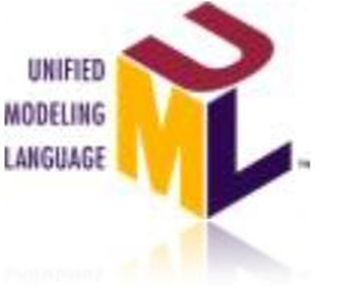 UNIFIED
MODELING
LANGUAGE
UML
™